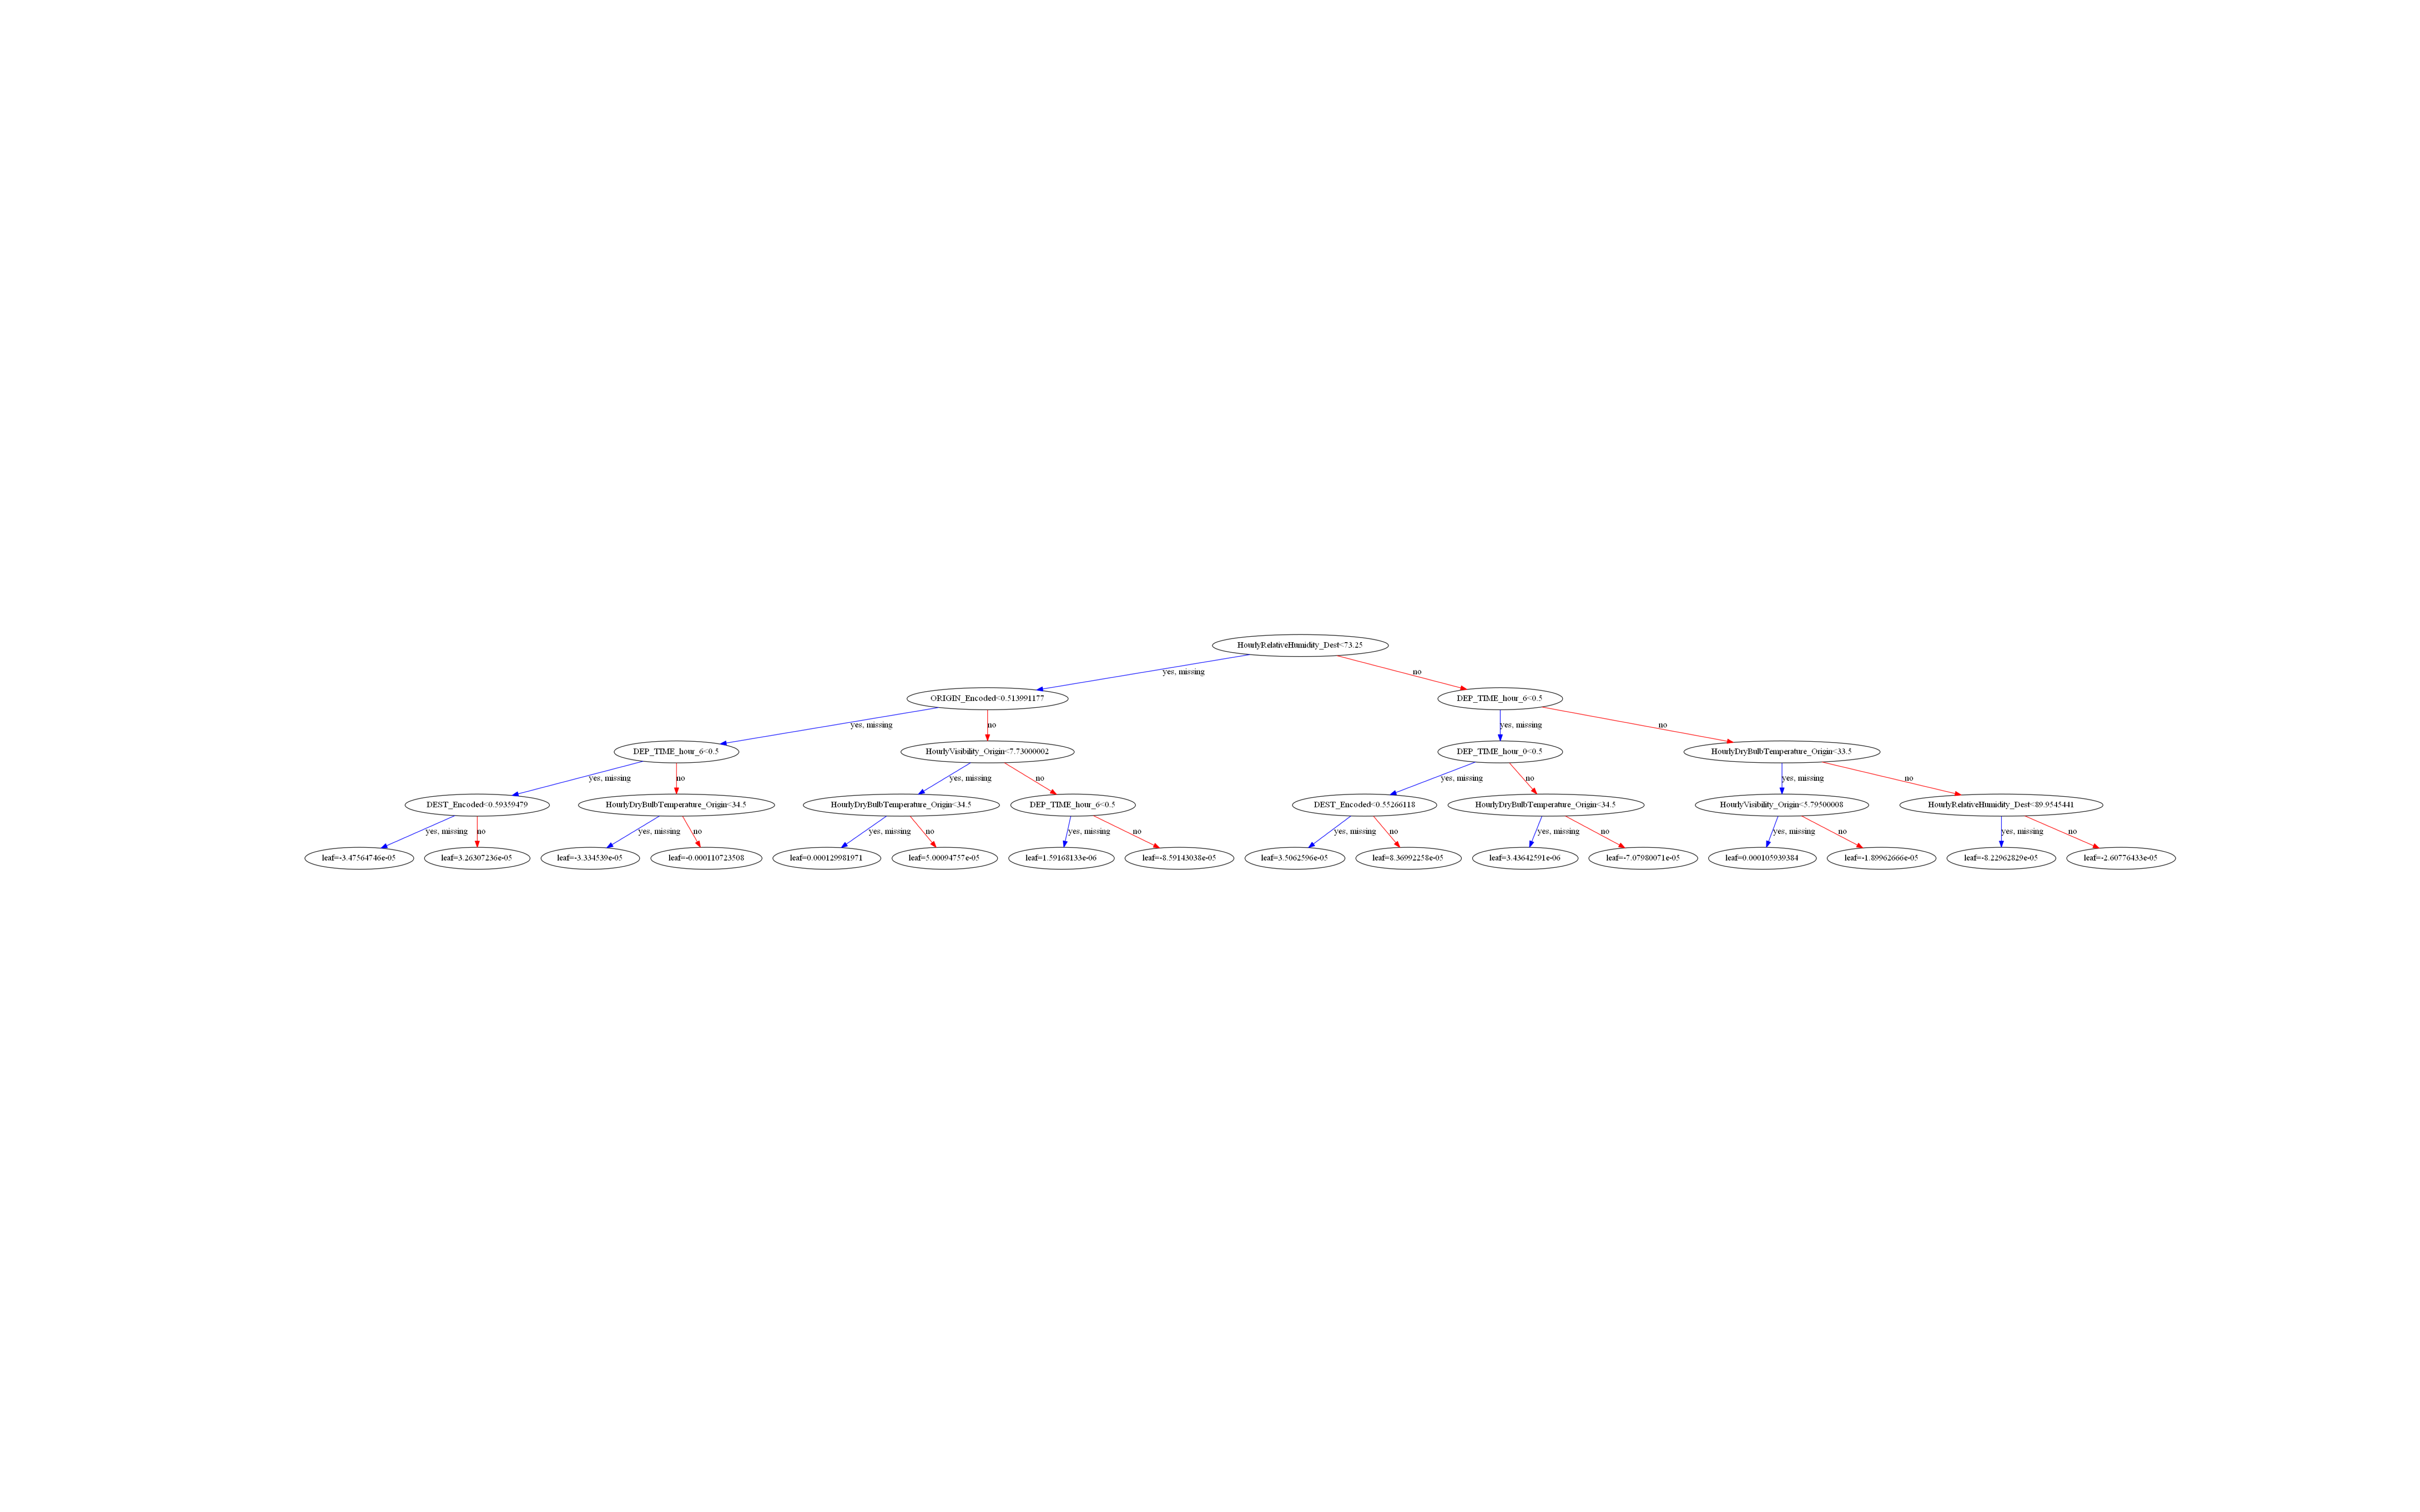 HourlyRelativeHumidity_Dest<73.25
yes, missing
no
ORIGIN_Encoded<0.513991177
DEP_TIME_hour_6<0.5
yes, missing
no
yes, missing
no
DEP_TIME_hour_6<0.5
HourlyVisibility_Origin<7.73000002
DEP_TIME_hour_0<0.5
HourlyDryBulbTemperature_Origin<33.5
yes, missing
no
yes, missing
no
yes, missing
no
yes, missing
no
DEST_Encoded<0.59359479
HourlyDryBulbTemperature_Origin<34.5
HourlyDryBulbTemperature_Origin<34.5
DEP_TIME_hour_6<0.5
DEST_Encoded<0.55266118
HourlyDryBulbTemperature_Origin<34.5
HourlyVisibility_Origin<5.79500008
HourlyRelativeHumidity_Dest<89.9545441
yes, missing
no
yes, missing
no
yes, missing
no
yes, missing
no
yes, missing
no
yes, missing
no
yes, missing
no
yes, missing
no
leaf=-3.47564746e-05
leaf=3.26307236e-05
leaf=-3.334539e-05
leaf=-0.000110723508
leaf=0.000129981971
leaf=5.00094757e-05
leaf=1.59168133e-06
leaf=-8.59143038e-05
leaf=3.5062596e-05
leaf=8.36992258e-05
leaf=3.43642591e-06
leaf=-7.07980071e-05
leaf=0.000105939384
leaf=-1.89962666e-05
leaf=-8.22962829e-05
leaf=-2.60776433e-05